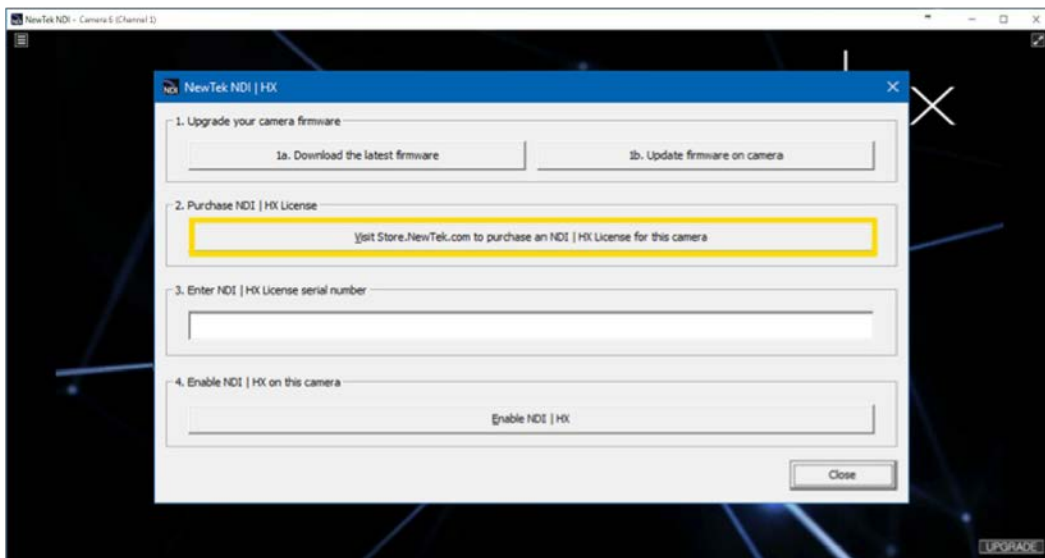 NewTek NDI - Camera 6 (Channel 1)
NDI
NewTek NDI | HX
1. Upgrade your camera firmware
1a. Download the latest firmware
1b. Update firmware on camera
2. Purchase NDI | HX License
Visit Store.NewTek.com to purchase an NDI | HX License for this camera
3. Enter NDI | HX License serial number
4. Enable NDI | HX on this camera
Enable NDI | HX
Close
UPGRADE